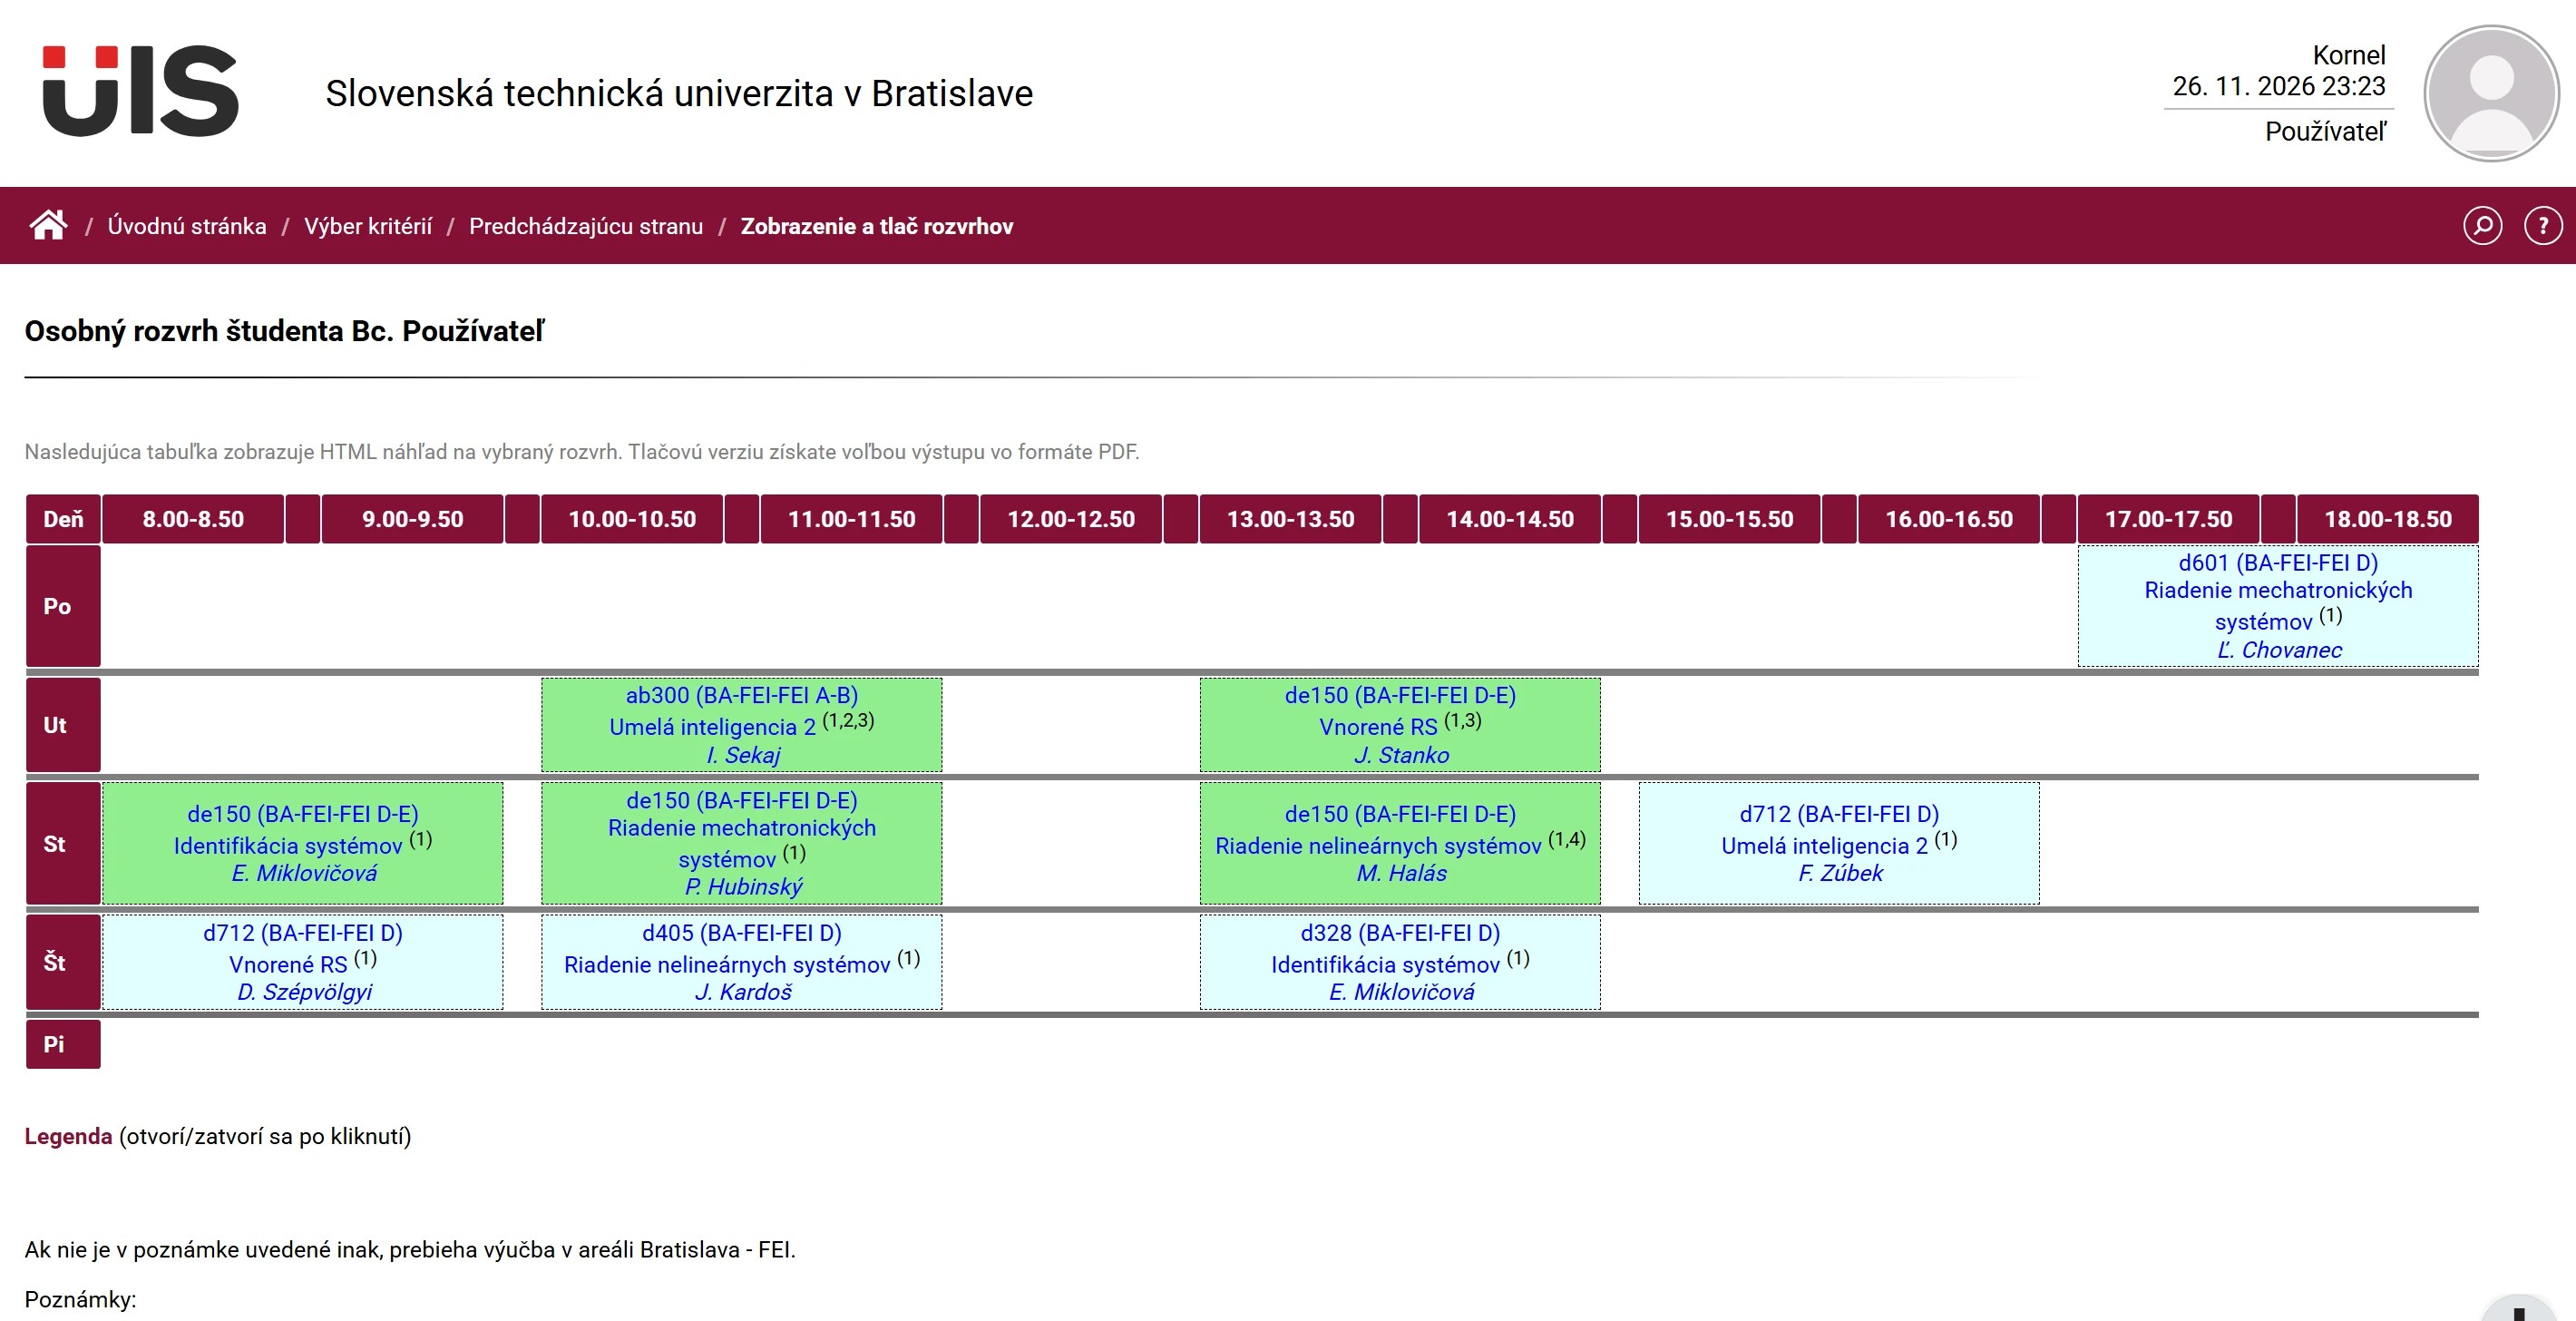 ÜIS
Slovenská technická univerzita v Bratislave
Kornel
26. 11. 2026 23:23
Používateľ
/ Úvodnú stránka / Výber kritérií / Predchádzajúcu stranu / Zobrazenie a tlač rozvrhov
?
Osobný rozvrh študenta Bc. Používateľ
Nasledujúca tabuľka zobrazuje HTML náhľad na vybraný rozvrh. Tlačovú verziu získate voľbou výstupu vo formáte PDF.
Deň 8.00-8.50 9.00-9.50 10.00-10.50 11.00-11.50 12.00-12.50 13.00-13.50 14.00-14.50 15.00-15.50 16.00-16.50 17.00-17.50 18.00-18.50
Po
d601 (BA-FEI-FEI D)
Riadenie mechatronických
systémov (1)
Ľ. Chovanec
Ut
ab300 (BA-FEI-FEI A-B)
Umelá inteligencia 2 (1,2,3)
I. Sekaj
de150 (BA-FEI-FEI D-E)
Vnorené RS (1,3)
J. Stanko
St
de150 (BA-FEI-FEI D-E)
Identifikácia systémov (1)
E. Miklovičová
de150 (BA-FEI-FEI D-E)
Riadenie mechatronických
systémov (1)
P. Hubinský
de150 (BA-FEI-FEI D-E)
Riadenie nelineárnych systémov (1,4)
M. Halás
d712 (BA-FEI-FEI D)
Umelá inteligencia 2 (1)
F. Zúbek
Št
d712 (BA-FEI-FEI D)
Vnorené RS (1)
D. Szépvölgyi
d405 (BA-FEI-FEI D)
Riadenie nelineárnych systémov (1)
J. Kardoš
d328 (BA-FEI-FEI D)
Identifikácia systémov (1)
E. Miklovičová
Pi
Legenda (otvorí/zatvorí sa po kliknutí)
Ak nie je v poznámke uvedené inak, prebieha výučba v areáli Bratislava - FEI.
Poznámky: